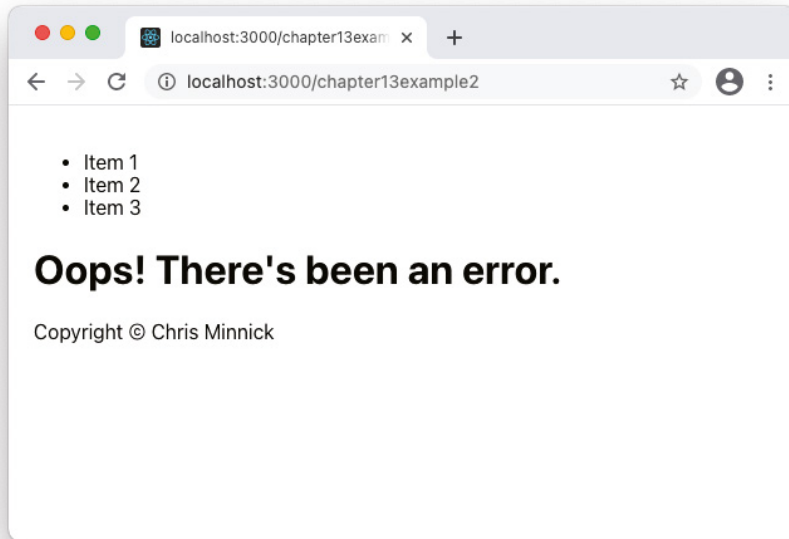 localhost:3000/chapter13exam
localhost:3000/chapter13example2
Item 1
Item 2
Item 3
Oops! There's been an error.
Copyright © Chris Minnick